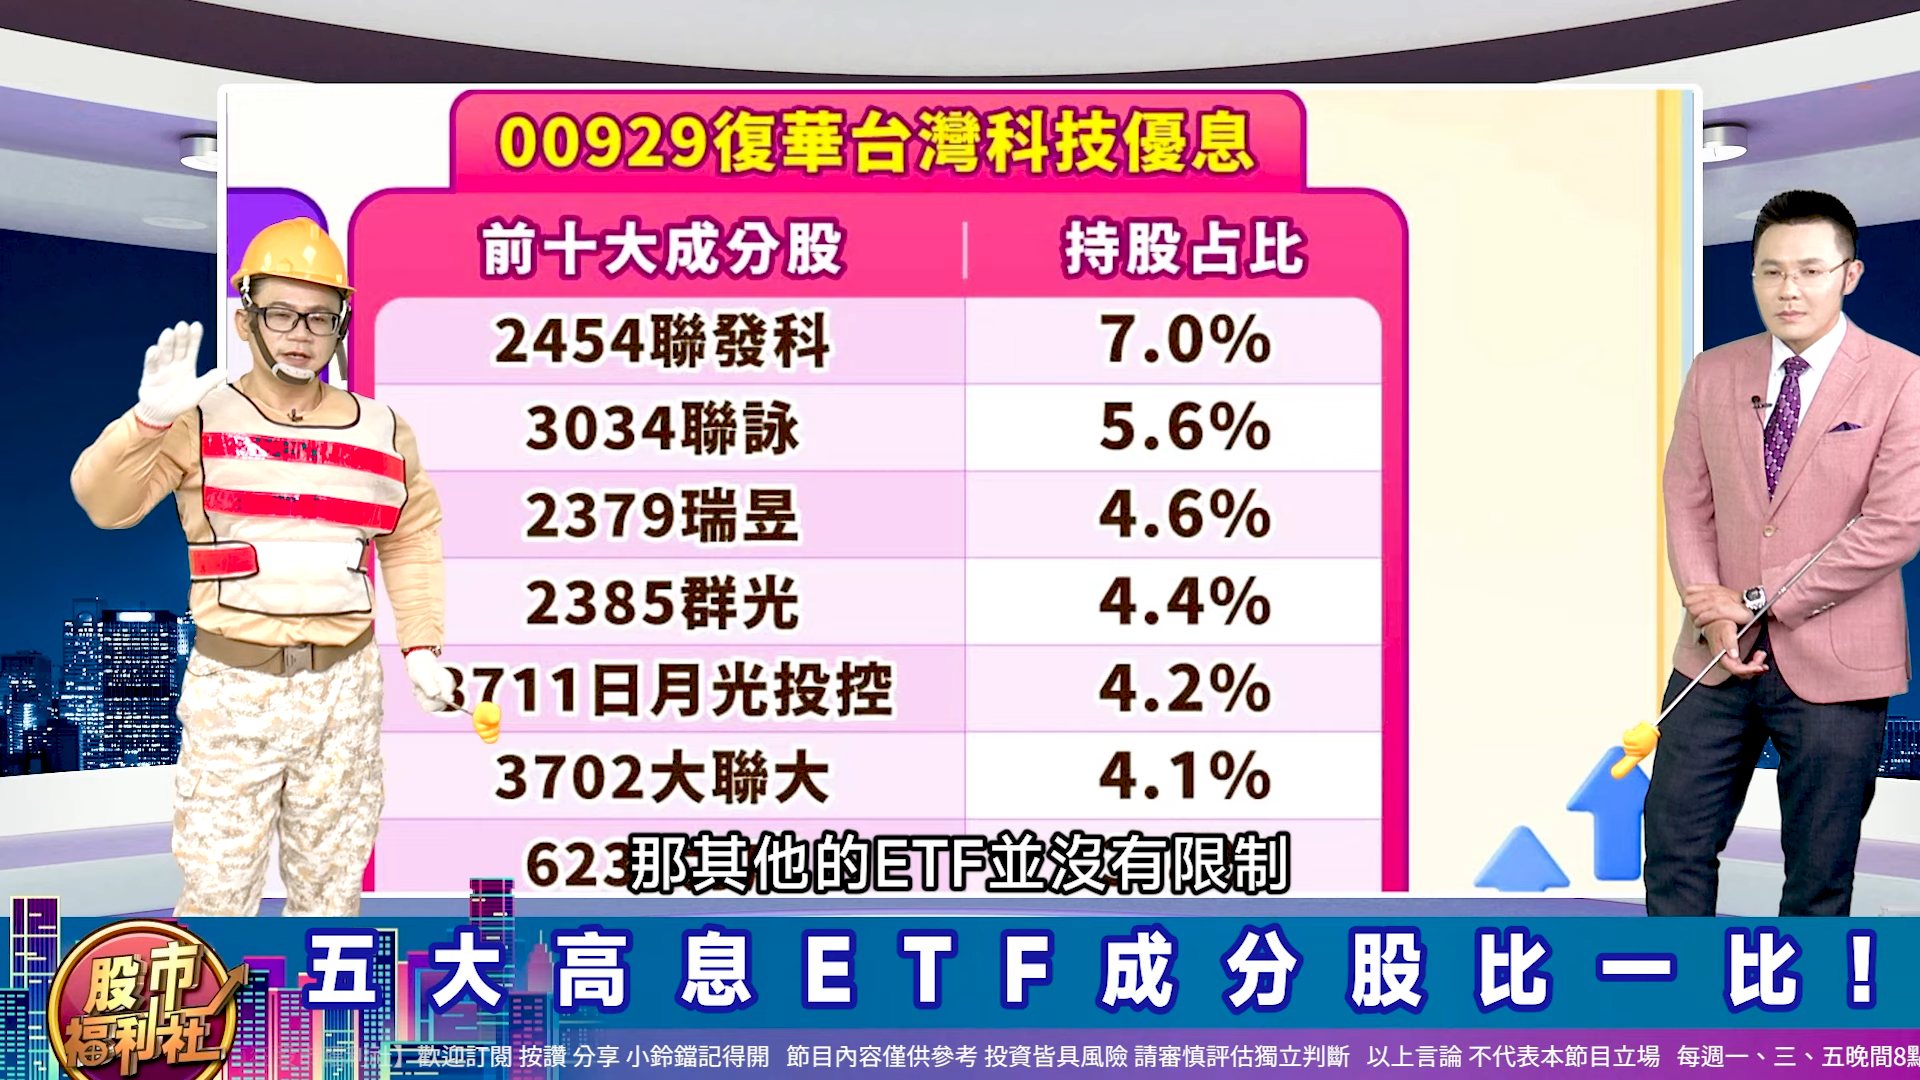 00929復華台灣科技優息
前十大成分股 持股占比
2454聯發科 7.0%
3034聯詠 5.6%
2379瑞昱 4.6%
2385群光 4.4%
3711日月光投控 4.2%
3702大聯大 4.1%
623
那其他的ETF並沒有限制
五大高息ETF成分股比一比!
股市福利社
歡迎訂閱 按讚 分享 小鈴鐺記得開 節目內容僅供參考 投資皆具風險 請審慎評估獨立判斷 以上言論 不代表本節目立場 每週一、三、五晚間8點